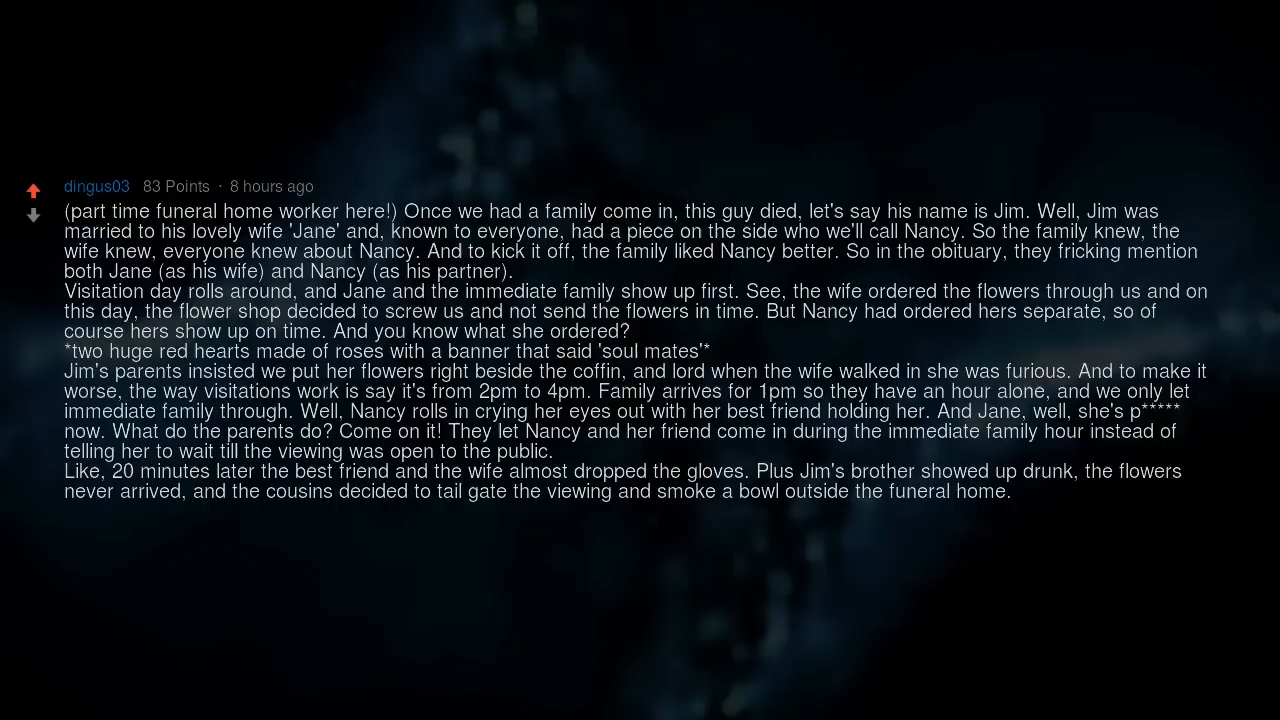 dingus03 83 Points · 8 hours ago
(part time funeral home worker here!) Once we had a family come in, this guy died, let's say his name is Jim. Well, Jim was
married to his lovely wife 'Jane' and, known to everyone, had a piece on the side who we'll call Nancy. So the family knew, the
wife knew, everyone knew about Nancy. And to kick it off, the family liked Nancy better. So in the obituary, they fricking mention
both Jane (as his wife) and Nancy (as his partner).
Visitation day rolls around, and Jane and the immediate family show up first. See, the wife ordered the flowers through us and on
this day, the flower shop decided to screw us and not send the flowers in time. But Nancy had ordered hers separate, so of
course hers show up on time. And you know what she ordered?
*two huge red hearts made of roses with a banner that said 'soul mates'*
Jim's parents insisted we put her flowers right beside the coffin, and lord when the wife walked in she was furious. And to make it
worse, the way visitations work is say it's from 2pm to 4pm. Family arrives for 1pm so they have an hour alone, and we only let
immediate family through. Well, Nancy rolls in crying her eyes out with her best friend holding her. And Jane, well, she's p*****
now. What do the parents do? Come on it! They let Nancy and her friend come in during the immediate family hour instead of
telling her to wait till the viewing was open to the public.
Like, 20 minutes later the best friend and the wife almost dropped the gloves. Plus Jim's brother showed up drunk, the flowers
never arrived, and the cousins decided to tail gate the viewing and smoke a bowl outside the funeral home.